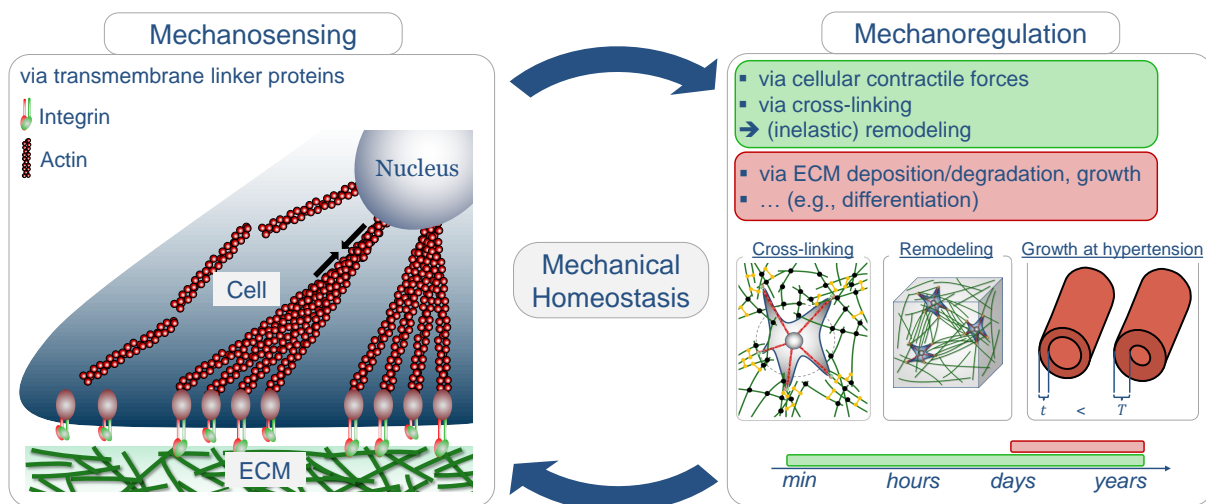 Mechanosensing
via transmembrane linker proteins
Integrin
Actin
Nucleus
Cell
ECM
Mechanical
Homeostasis
Mechanoregulation
▪ via cellular contractile forces
▪ via cross-linking
➔ (inelastic) remodeling
▪ via ECM deposition/degradation, growth
▪ … (e.g., differentiation)
Cross-linking
Remodeling
Growth at hypertension
t < T
min hours days years